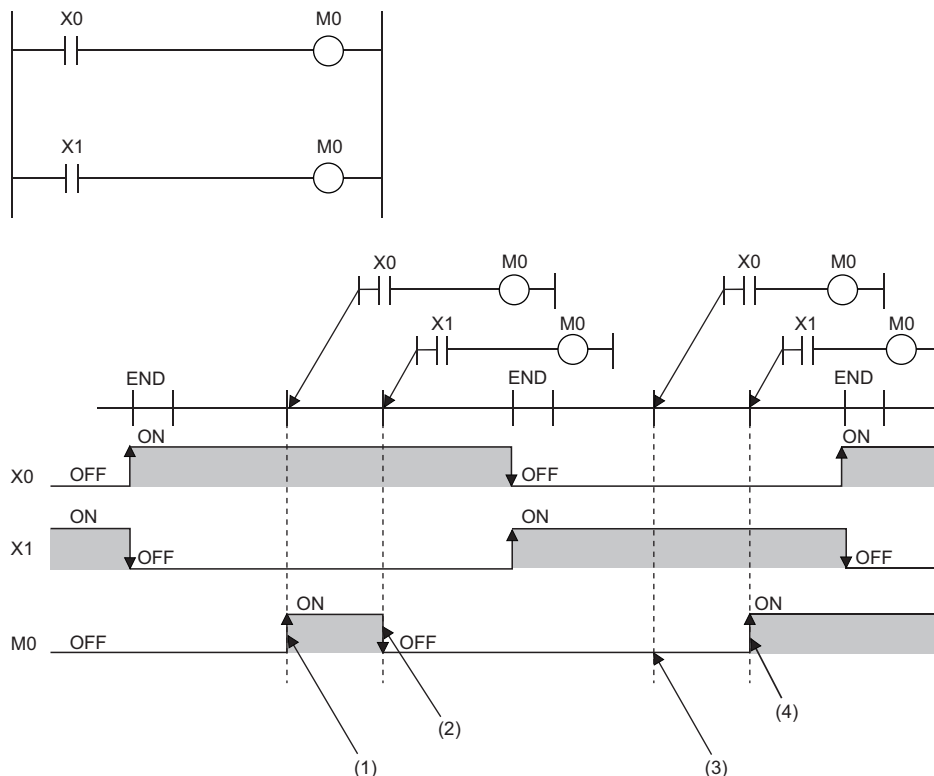 X0 M0
X1 M0
X0 M0 X0 M0
X1 M0 X1 M0
END END END
X0 OFF ON OFF ON
X1 ON OFF ON OFF
M0 OFF ON OFF ON
(1) (2) (3) (4)